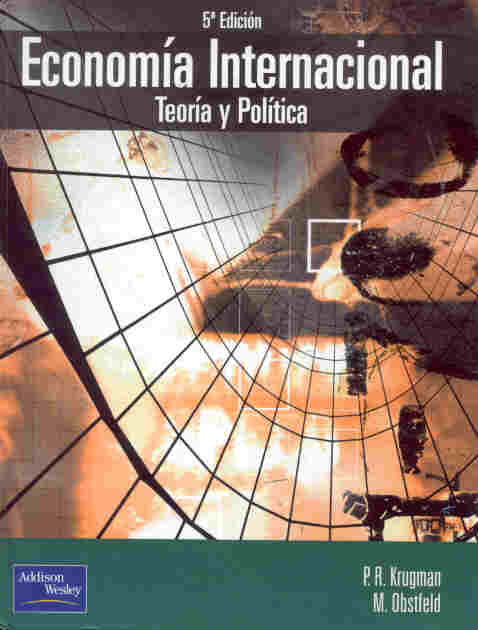 5ª Edición
Economía Internacional
Teoría y Política
P. R. Krugman
M. Obstfeld
Addison
Wesley